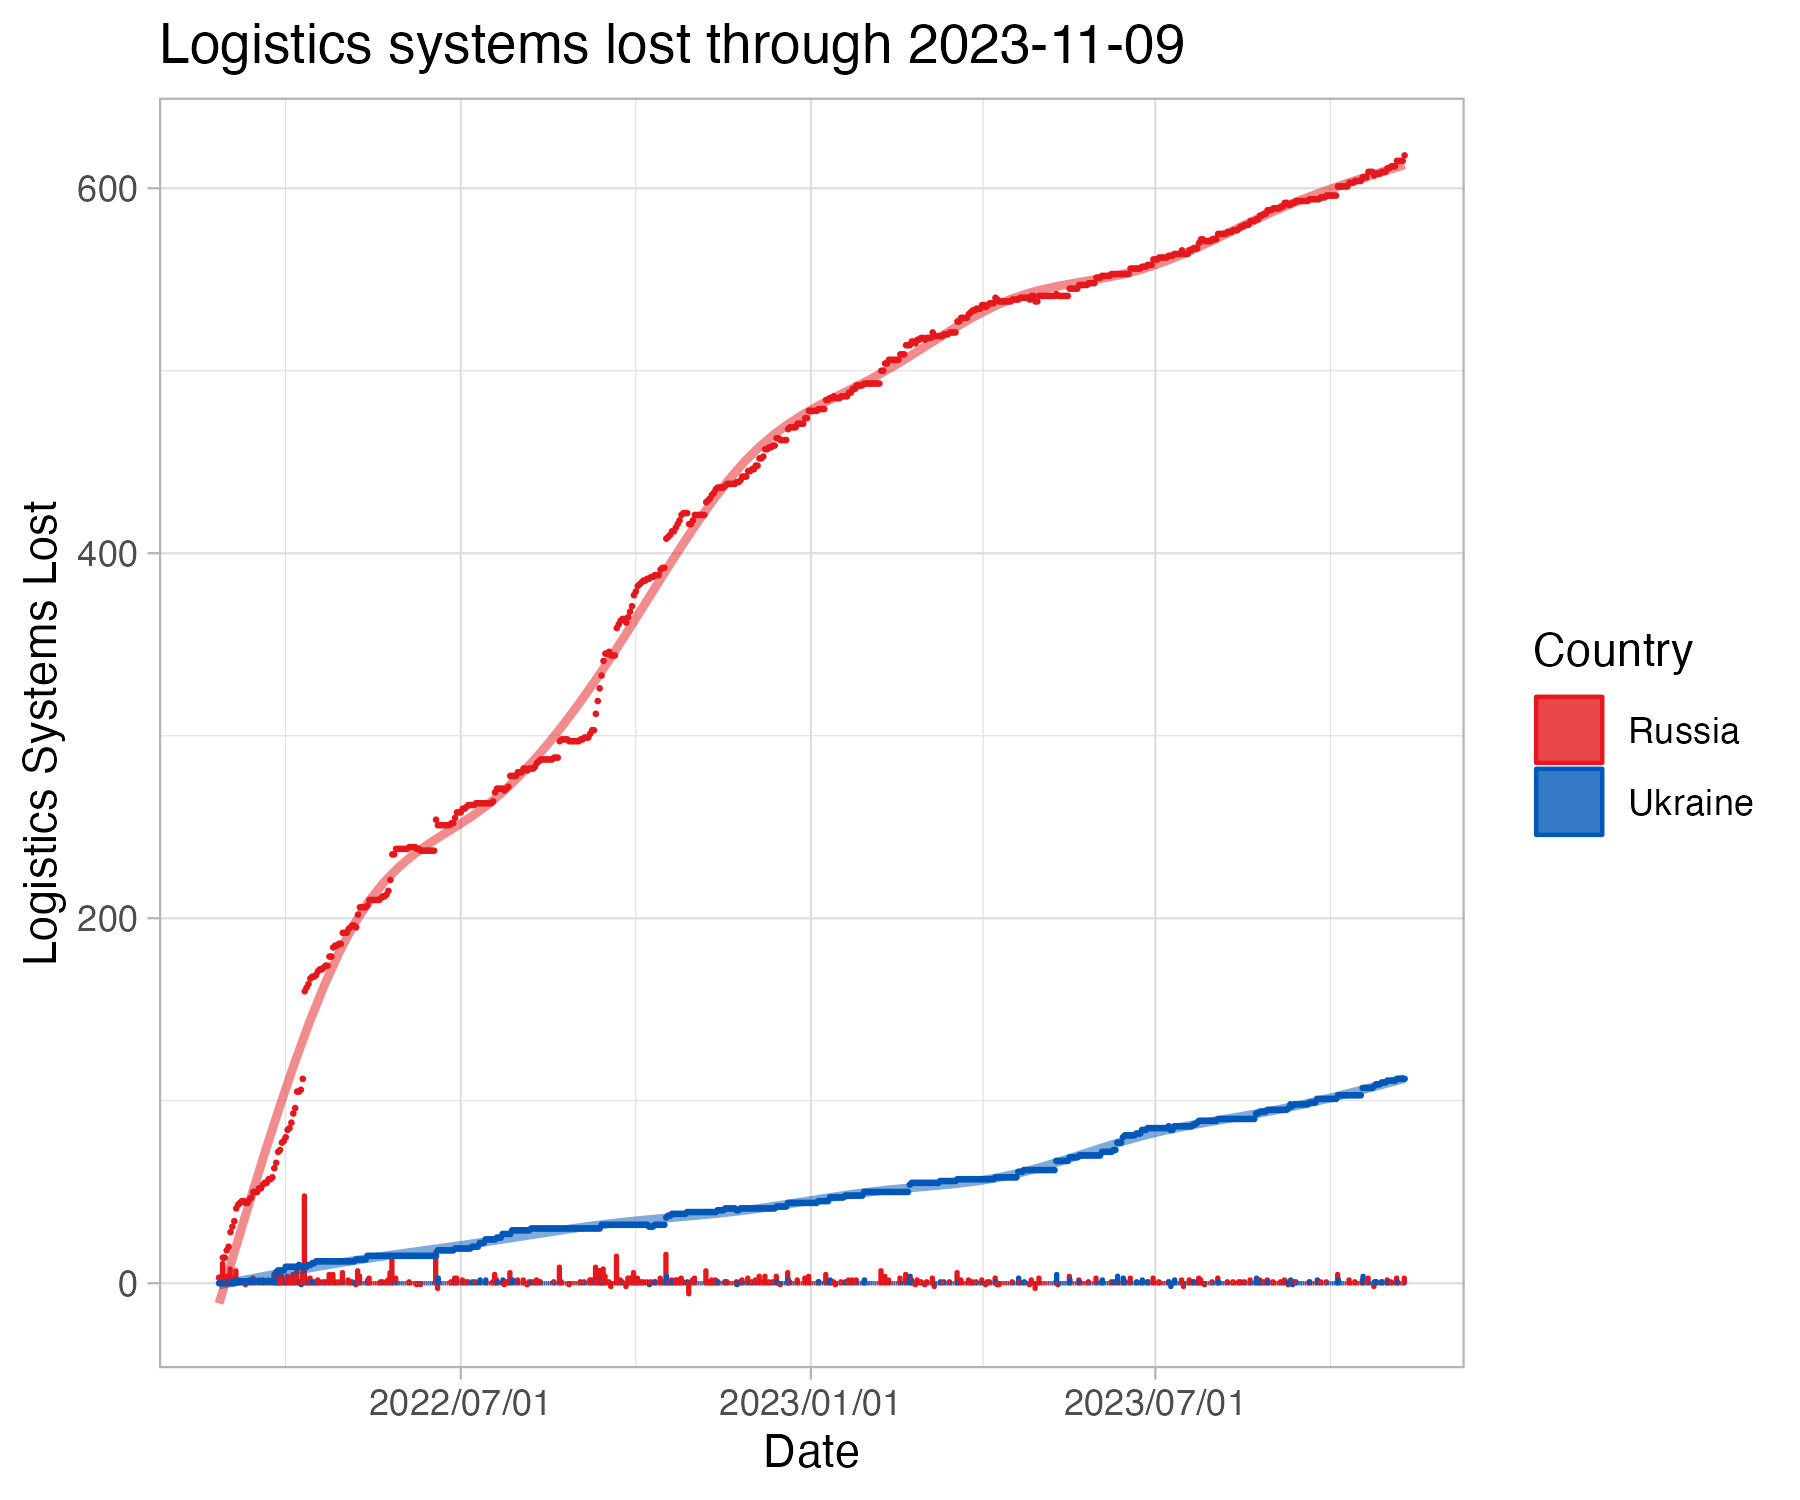 Logistics systems lost through 2023-11-09
Logistics Systems Lost
600
400
200
0
2022/07/01
2023/01/01
2023/07/01
Date
Country
Russia
Ukraine